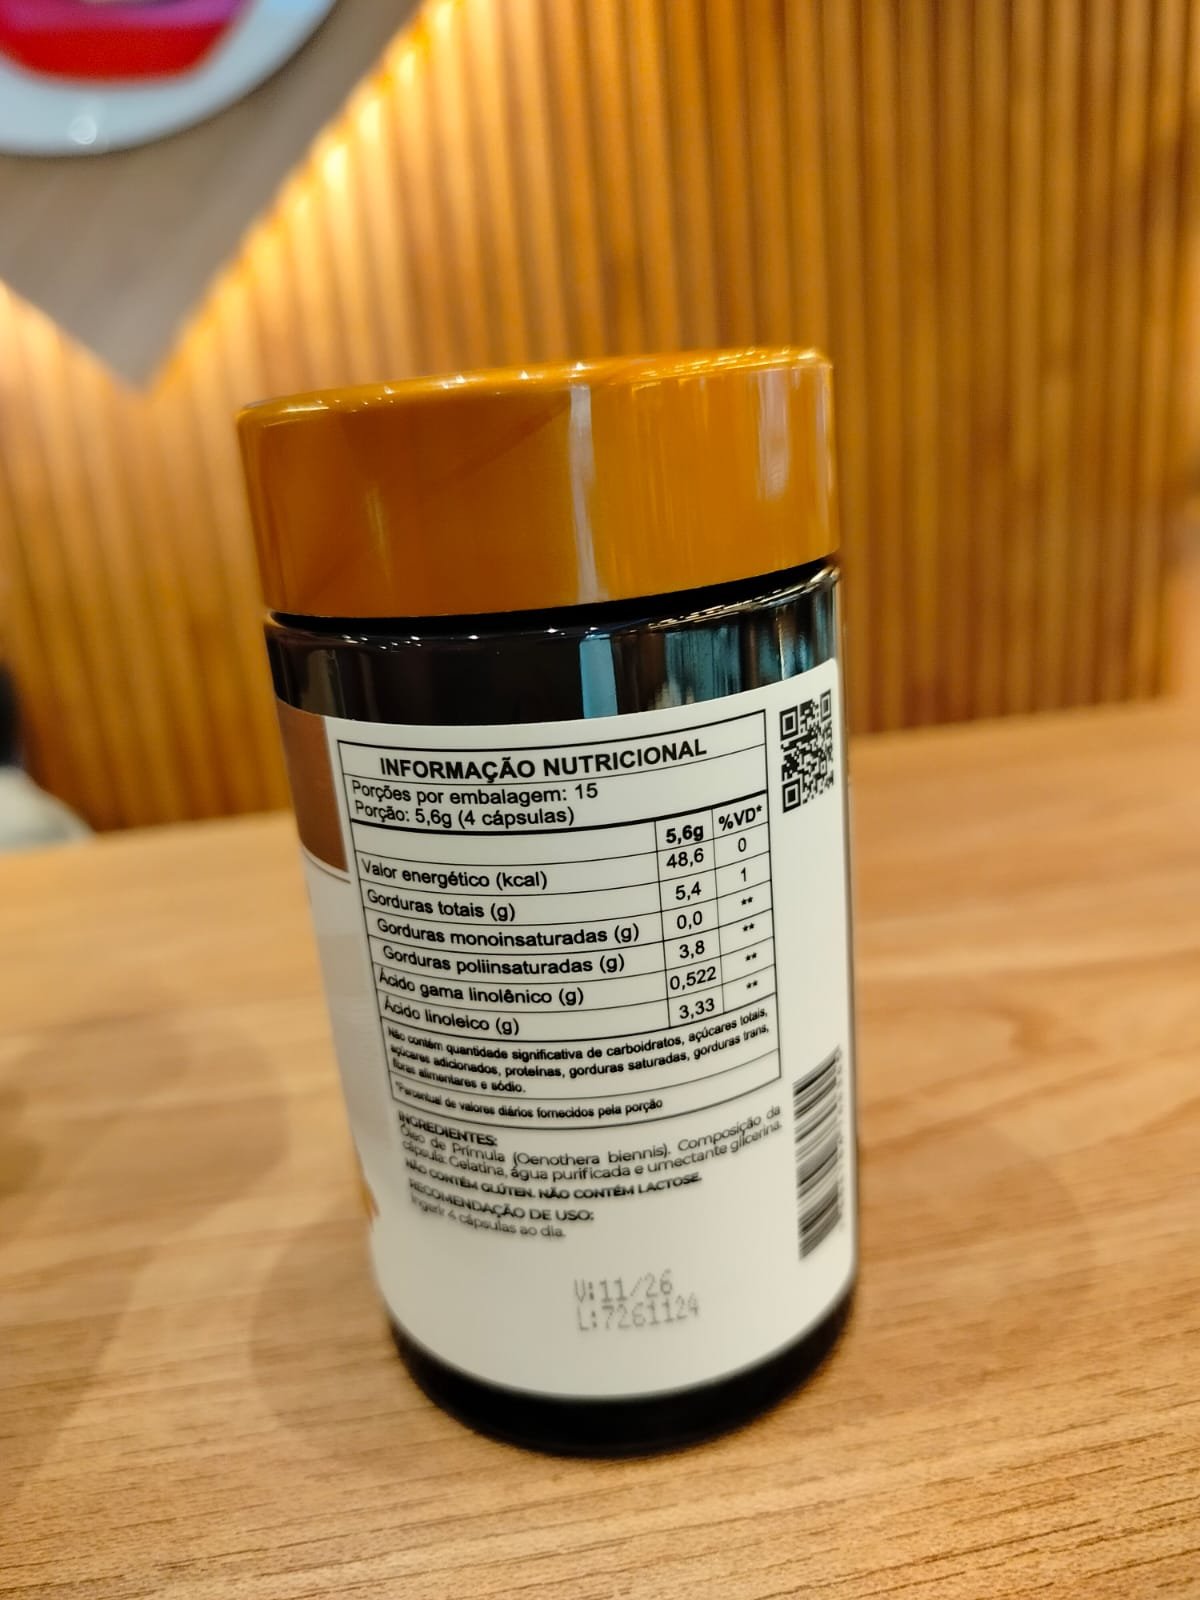 INFORMAÇÃO NUTRICIONAL
Porções por embalagem: 15
Porção: 5,6g (4 cápsulas)
5,6g %VD*
Valor energético (kcal) 48,6 0
Gorduras totais (g) 5,4 1
Gorduras monoinsaturadas (g) 0,0 **
Gorduras poliinsaturadas (g) 3,8 **
Ácido gama linolênico (g) 0,522 **
Ácido linoleico (g) 3,33 **
Não contém quantidade significativa de carboidratos, açúcares totais,
açúcares adicionados, proteínas, gorduras saturadas, gorduras trans,
fibras alimentares e sódio.
*Percentual de valores diários fornecidos pela porção
INGREDIENTES:
Óleo de Prímula (Oenothera biennis). Composição da
cápsula: Gelatina, água purificada e umectante glicerina.
NÃO CONTÉM GLÚTEN. NÃO CONTÉM LACTOSE.
RECOMENDAÇÃO DE USO:
Ingerir 4 cápsulas ao dia.
V:11/26
L:7261124